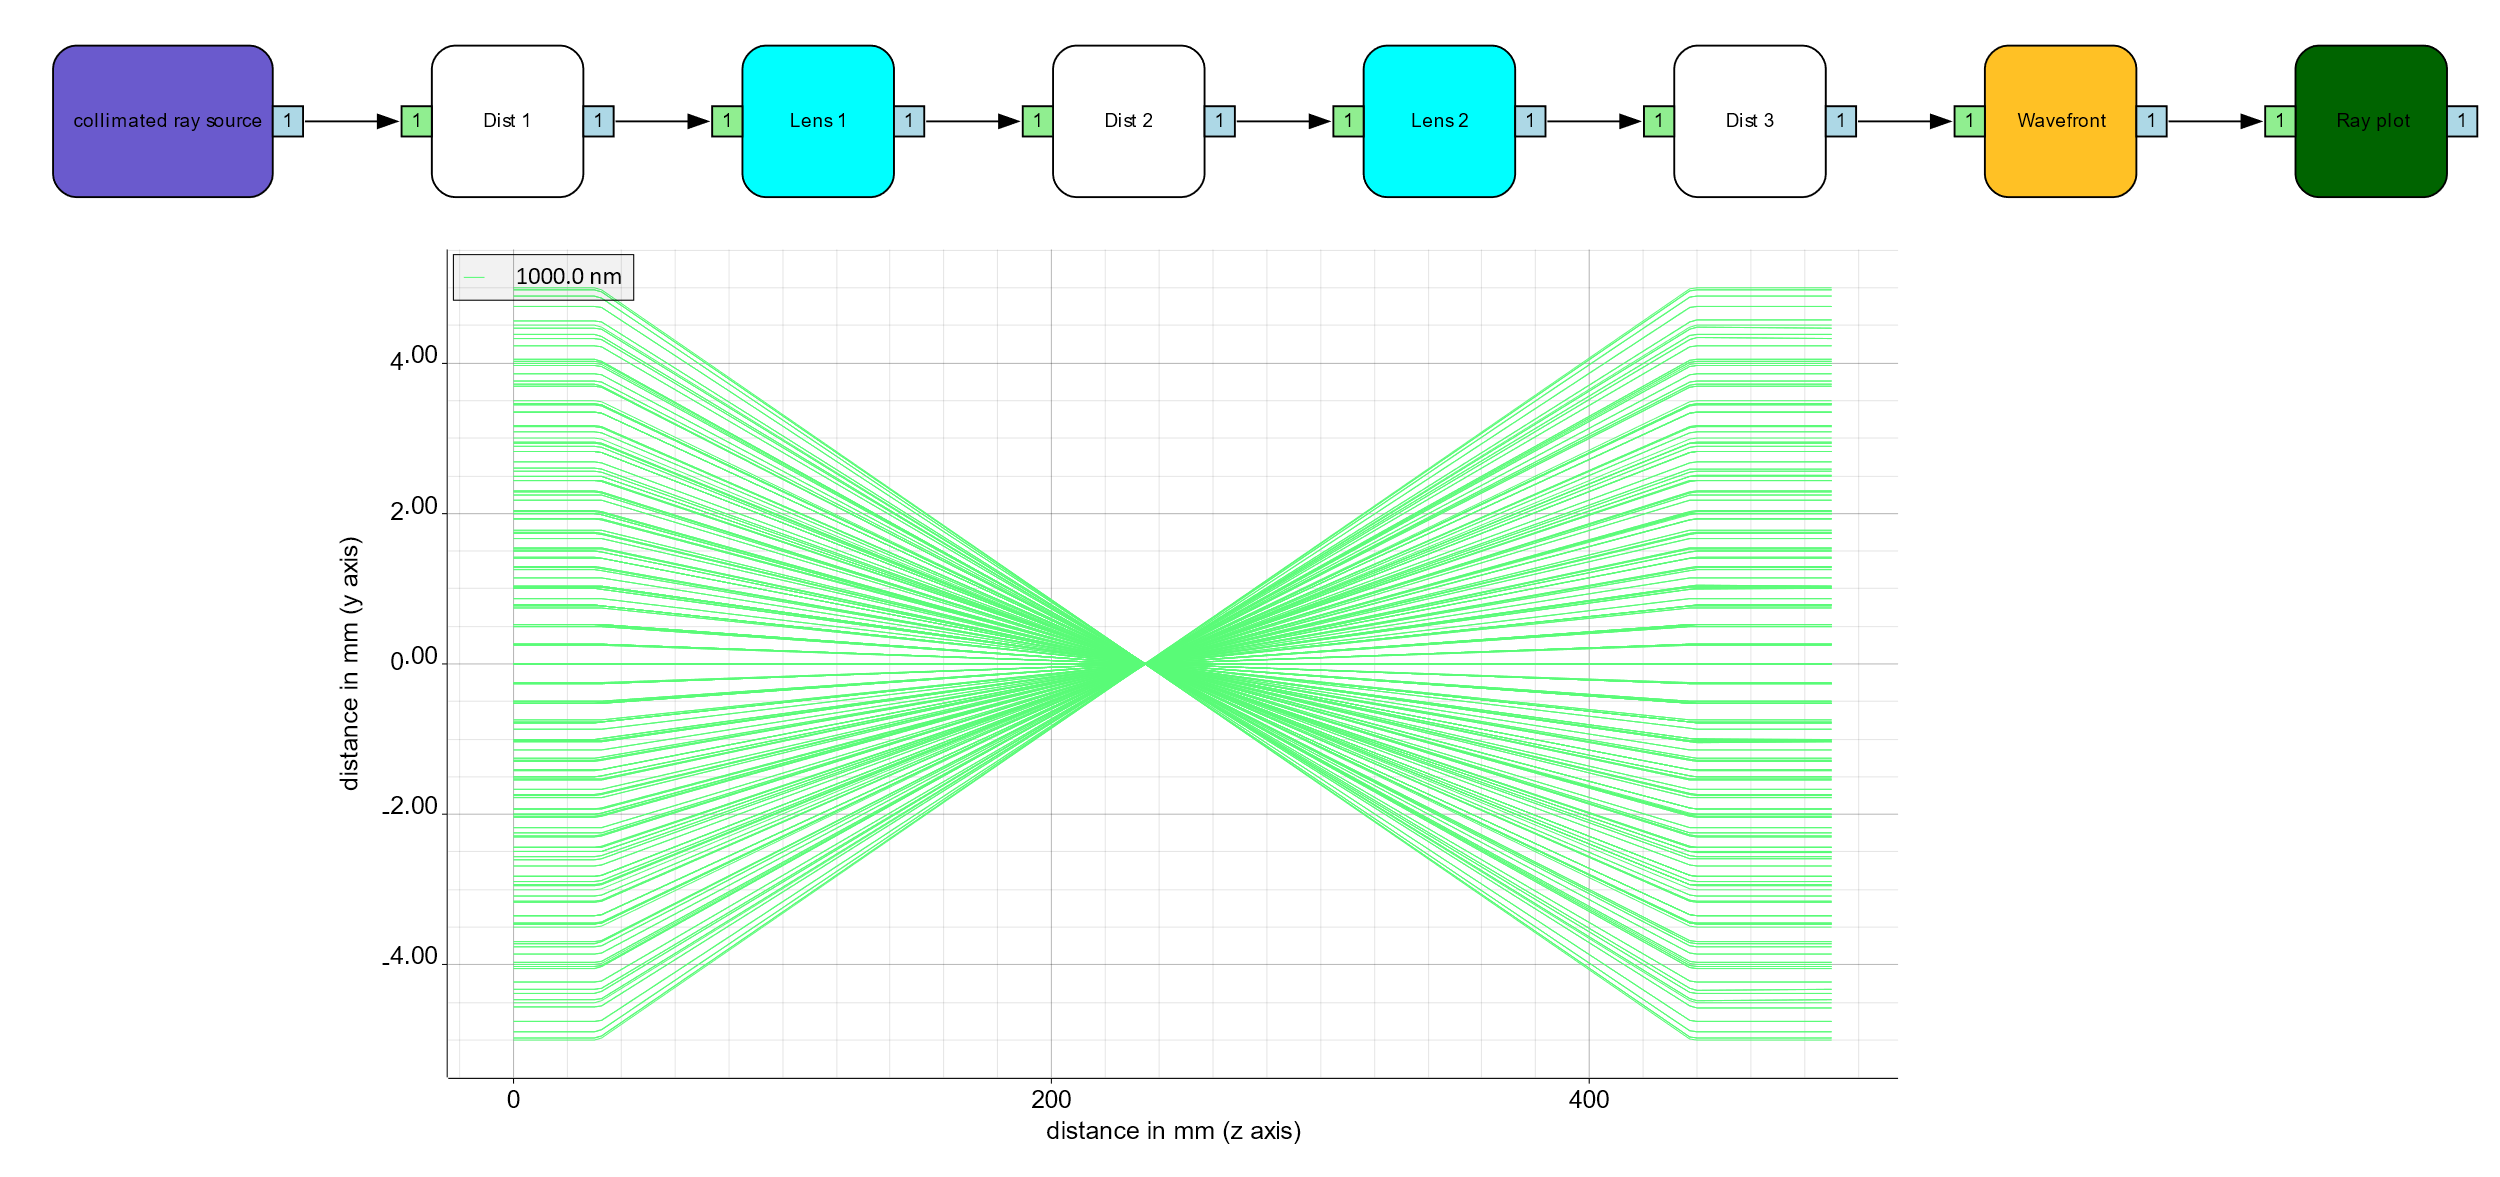 collimated ray source 1 1 Dist 1 1 1 Lens 1 1 1 Dist 2 1 1 Lens 2 1 1 Dist 3 1 1 Wavefront 1 1 Ray plot 1
1000.0 nm
4.00
2.00
0.00
-2.00
-4.00
distance in mm (y axis)
0 200 400
distance in mm (z axis)